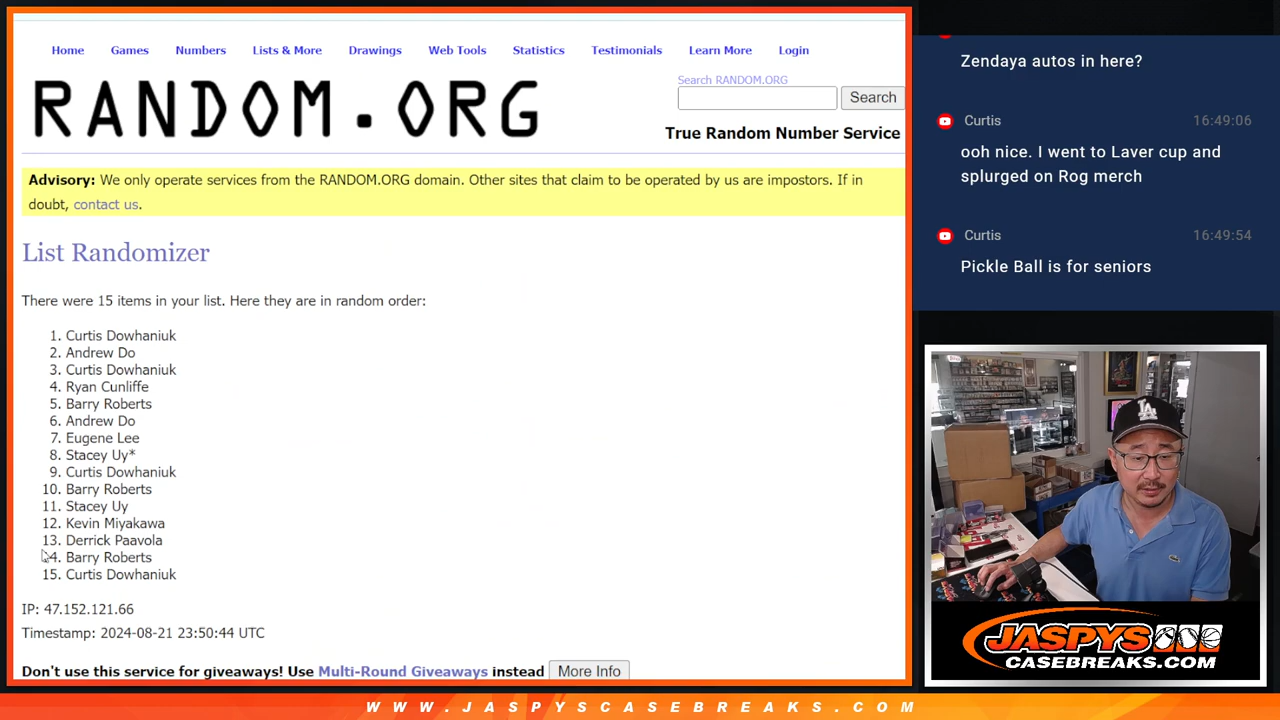 Home Games Numbers Lists & More Drawings Web Tools Statistics Testimonials Learn More Login
RANDOM.ORG
Search RANDOM.ORG
Search
True Random Number Service
Advisory: We only operate services from the RANDOM.ORG domain. Other sites that claim to be operated by us are impostors. If in
doubt, contact us.
List Randomizer
There were 15 items in your list. Here they are in random order:
1. Curtis Dowhaniuk
2. Andrew Do
3. Curtis Dowhaniuk
4. Ryan Cunliffe
5. Barry Roberts
6. Andrew Do
7. Eugene Lee
8. Stacey Uy*
9. Curtis Dowhaniuk
10. Barry Roberts
11. Stacey Uy
12. Kevin Miyakawa
13. Derrick Paavola
14. Barry Roberts
15. Curtis Dowhaniuk
IP: 47.152.121.66
Timestamp: 2024-08-21 23:50:44 UTC
Don't use this service for giveaways! Use Multi-Round Giveaways instead More Info
Zendaya autos in here?
Curtis 16:49:06
ooh nice. I went to Laver cup and
splurged on Rog merch
Curtis 16:49:54
Pickle Ball is for seniors
LA
JASPYS
CASEBREAKS.COM
WWW.JASPYSCASEBREAKS.COM